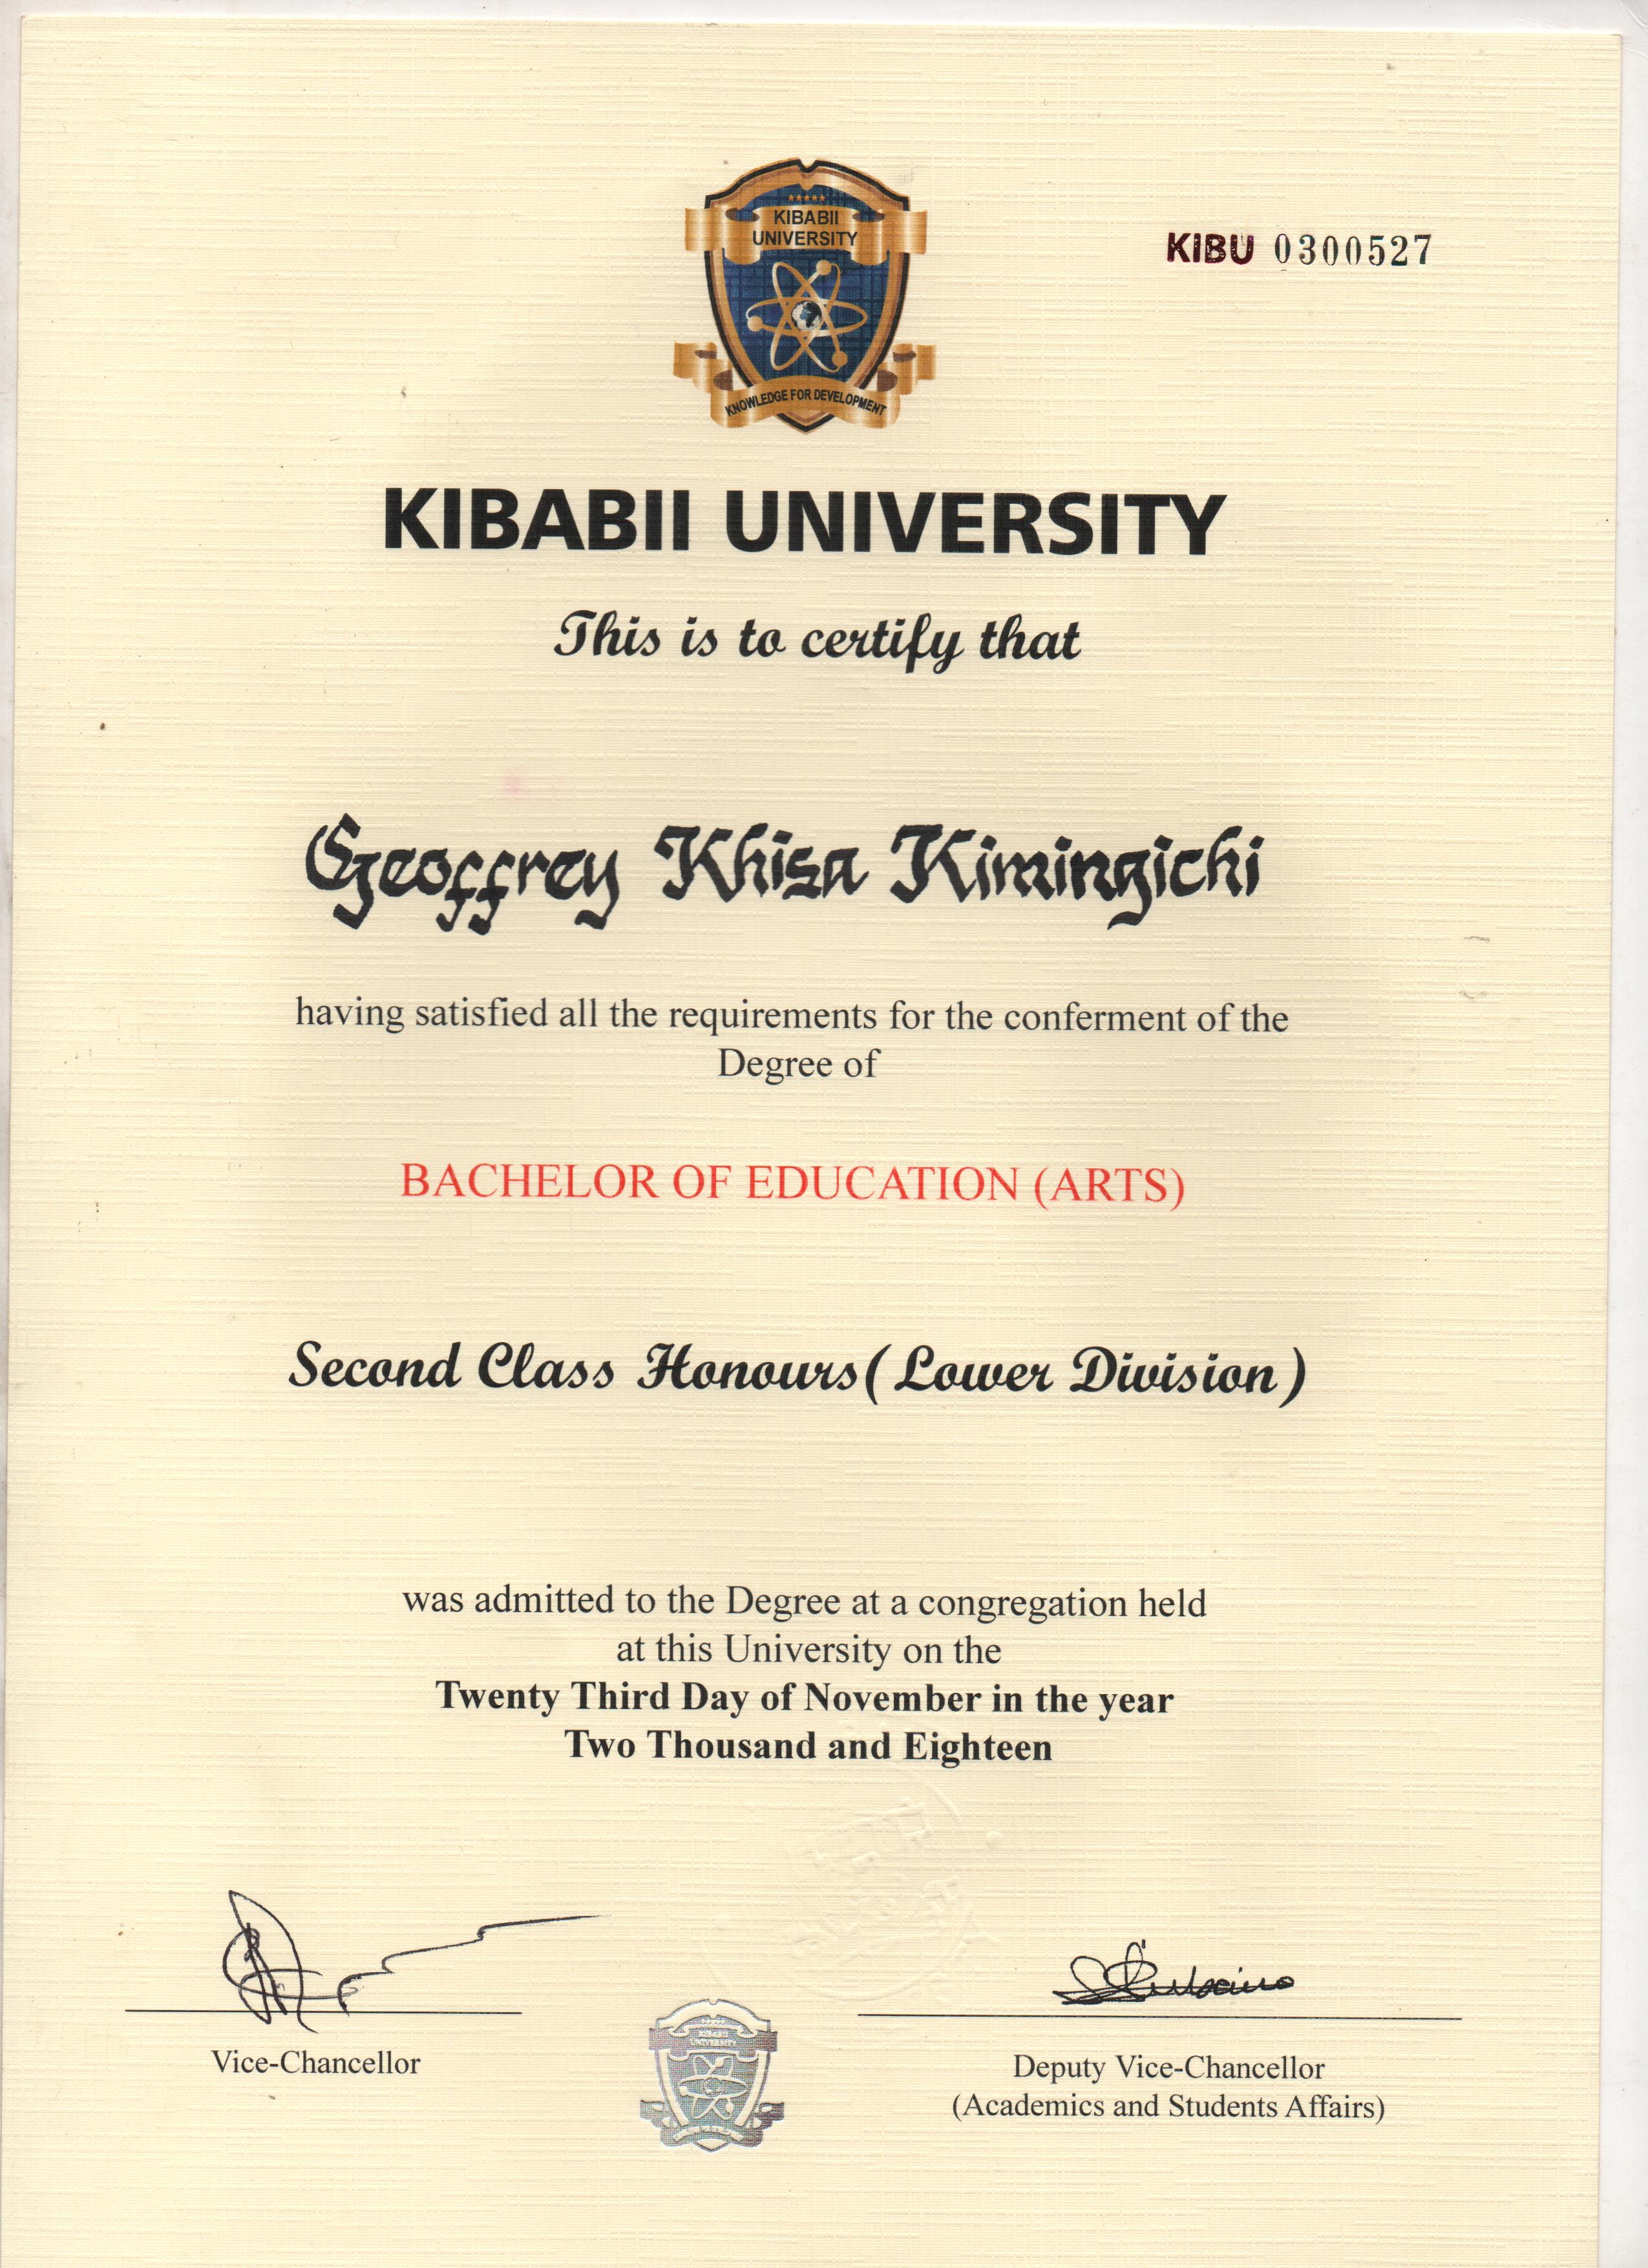 KIBABII
UNIVERSITY
KNOWLEDGE FOR DEVELOPMENT
KIBU 0300527
KIBABII UNIVERSITY
This is to certify that
Geoffrey Khisa Kimingichi
having satisfied all the requirements for the conferment of the
Degree of
BACHELOR OF EDUCATION (ARTS)
Second Class Honours (Lower Division)
was admitted to the Degree at a congregation held
at this University on the
Twenty Third Day of November in the year
Two Thousand and Eighteen
Vice-Chancellor
KIBABII
UNIVERSITY
Deputy Vice-Chancellor
(Academics and Students Affairs)